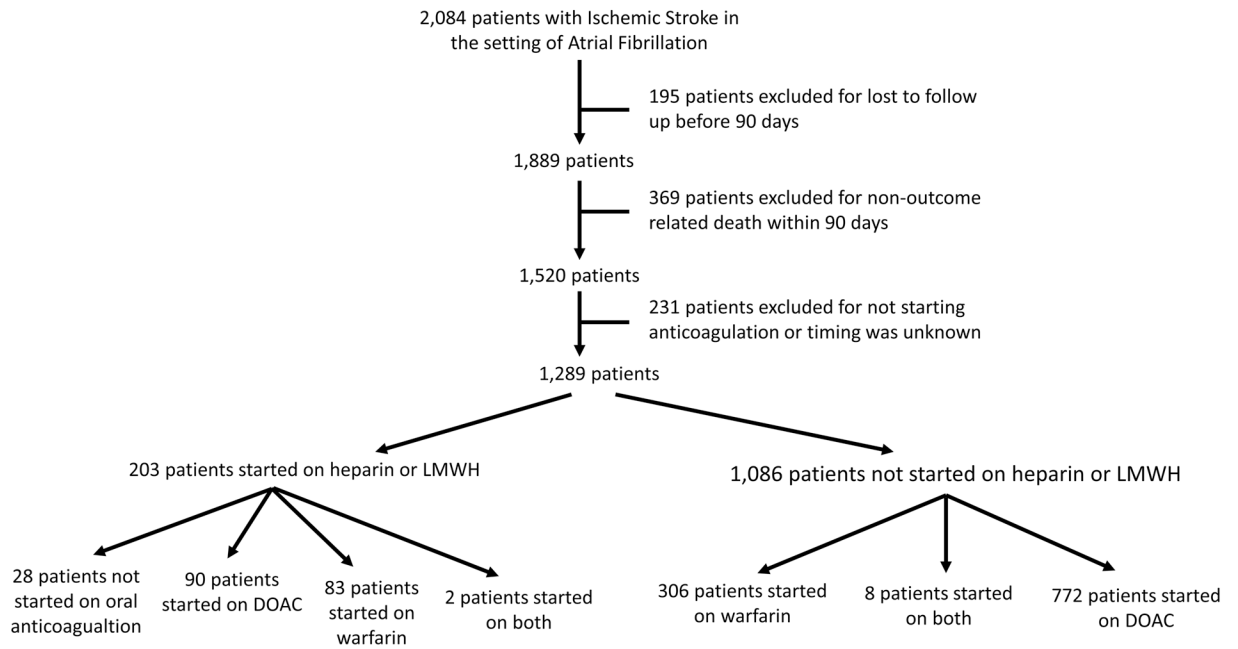 2,084 patients with Ischemic Stroke in
the setting of Atrial Fibrillation
195 patients excluded for lost to follow
up before 90 days
1,889 patients
369 patients excluded for non-outcome
related death within 90 days
1,520 patients
231 patients excluded for not starting
anticoagulation or timing was unknown
1,289 patients
203 patients started on heparin or LMWH
1,086 patients not started on heparin or LMWH
28 patients not
started on oral
anticoagualtion
90 patients
started on DOAC
83 patients
started on
warfarin
2 patients started
on both
306 patients started
on warfarin
8 patients started
on both
772 patients started
on DOAC